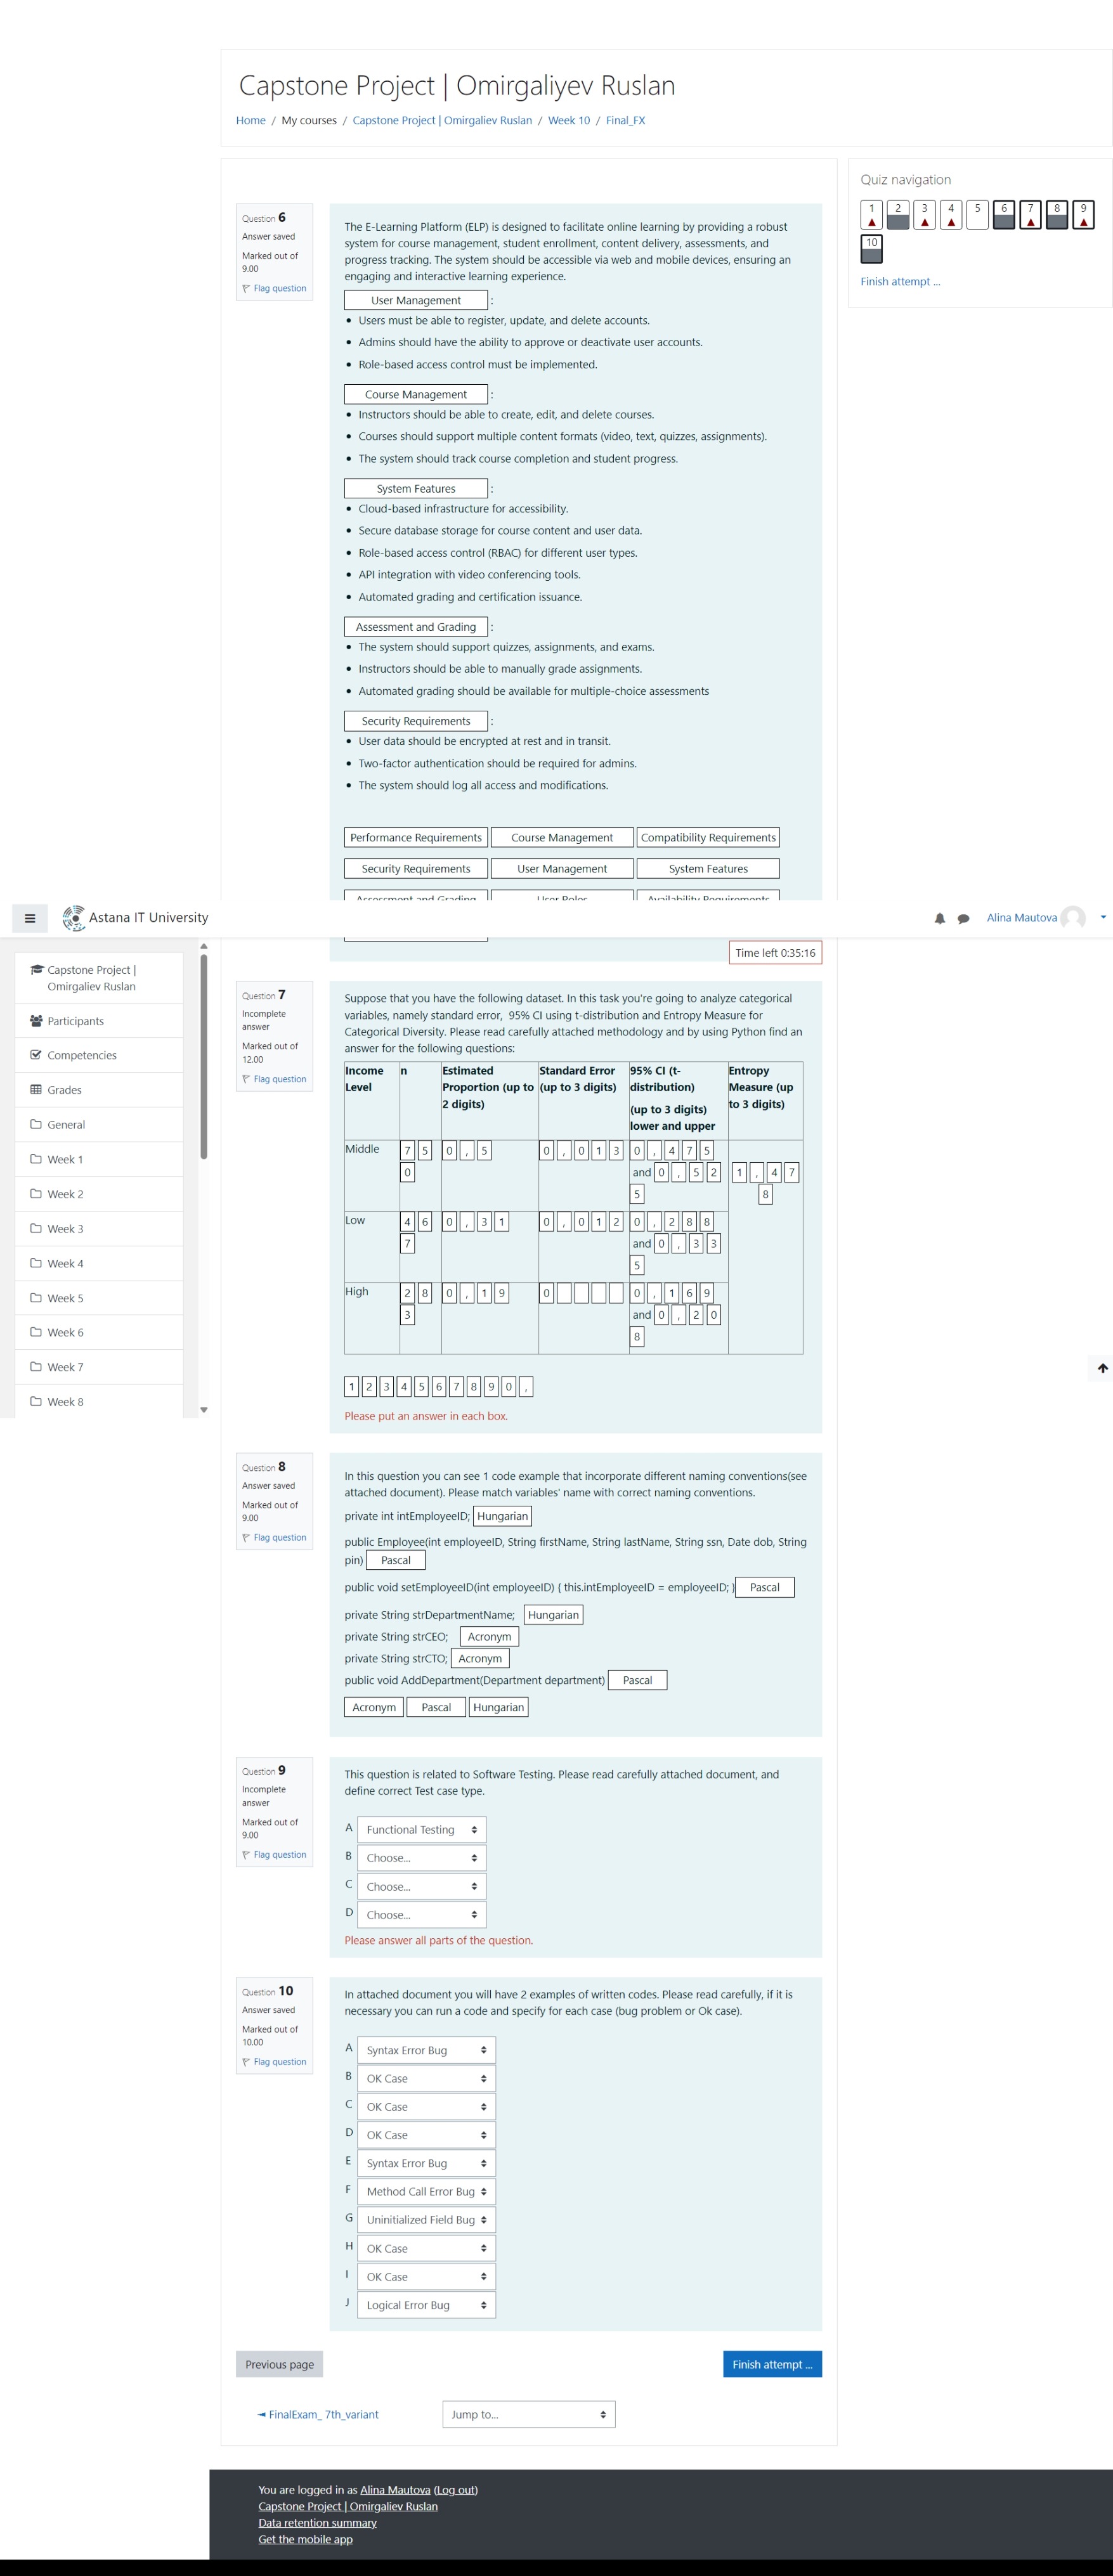 Capstone Project | Omirgaliyev Ruslan
Home / My courses / Capstone Project | Omirgaliev Ruslan / Week 10 / Final_FX
Quiz navigation
1 2 3 4 5 6 7 8 9
10
Finish attempt ...
Question 6
Answer saved
Marked out of
9.00
Flag question
The E-Learning Platform (ELP) is designed to facilitate online learning by providing a robust
system for course management, student enrollment, content delivery, assessments, and
progress tracking. The system should be accessible via web and mobile devices, ensuring an
engaging and interactive learning experience.
User Management :
• Users must be able to register, update, and delete accounts.
• Admins should have the ability to approve or deactivate user accounts.
• Role-based access control must be implemented.
Course Management :
• Instructors should be able to create, edit, and delete courses.
• Courses should support multiple content formats (video, text, quizzes, assignments).
• The system should track course completion and student progress.
System Features :
• Cloud-based infrastructure for accessibility.
• Secure database storage for course content and user data.
• Role-based access control (RBAC) for different user types.
• API integration with video conferencing tools.
• Automated grading and certification issuance.
Assessment and Grading :
• The system should support quizzes, assignments, and exams.
• Instructors should be able to manually grade assignments.
• Automated grading should be available for multiple-choice assessments
Security Requirements :
• User data should be encrypted at rest and in transit.
• Two-factor authentication should be required for admins.
• The system should log all access and modifications.
Performance Requirements Course Management Compatibility Requirements
Security Requirements User Management System Features
Assessment and Grading User Roles Availability Requirements
Astana IT University
Alina Mautova
Time left 0:35:16
Capstone Project |
Omirgaliev Ruslan
Participants
Competencies
Grades
General
Week 1
Week 2
Week 3
Week 4
Week 5
Week 6
Week 7
Week 8
Question 7
Incomplete
answer
Marked out of
12.00
Flag question
Suppose that you have the following dataset. In this task you're going to analyze categorical
variables, namely standard error, 95% CI using t-distribution and Entropy Measure for
Categorical Diversity. Please read carefully attached methodology and by using Python find an
answer for the following questions:
Income Level n Estimated Proportion (up to 2 digits) Standard Error (up to 3 digits) 95% CI (t-distribution) (up to 3 digits) lower and upper Entropy Measure (up to 3 digits)
Middle 7 5 0 0 , 5 0 , 0 1 3 0 , 4 7 5 and 0 , 5 2 5 1 , 4 7 8
Low 4 6 7 0 , 3 1 0 , 0 1 2 0 , 2 8 8 and 0 , 3 3 5
High 2 8 3 0 , 1 9 0 0 , 1 6 9 and 0 , 2 0 8
1 2 3 4 5 6 7 8 9 0 ,
Please put an answer in each box.
Question 8
Answer saved
Marked out of
9.00
Flag question
In this question you can see 1 code example that incorporate different naming conventions(see
attached document). Please match variables' name with correct naming conventions.
private int intEmployeeID; Hungarian
public Employee(int employeeID, String firstName, String lastName, String ssn, Date dob, String
pin) Pascal
public void setEmployeeID(int employeeID) { this.intEmployeeID = employeeID; } Pascal
private String strDepartmentName; Hungarian
private String strCEO; Acronym
private String strCTO; Acronym
public void AddDepartment(Department department) Pascal
Acronym Pascal Hungarian
Question 9
Incomplete
answer
Marked out of
9.00
Flag question
This question is related to Software Testing. Please read carefully attached document, and
define correct Test case type.
A Functional Testing
B Choose...
C Choose...
D Choose...
Please answer all parts of the question.
Question 10
Answer saved
Marked out of
10.00
Flag question
In attached document you will have 2 examples of written codes. Please read carefully, if it is
necessary you can run a code and specify for each case (bug problem or Ok case).
A Syntax Error Bug
B OK Case
C OK Case
D OK Case
E Syntax Error Bug
F Method Call Error Bug
G Uninitialized Field Bug
H OK Case
I OK Case
J Logical Error Bug
Previous page
Finish attempt ...
◄ FinalExam_ 7th_variant
Jump to...
You are logged in as Alina Mautova (Log out)
Capstone Project | Omirgaliev Ruslan
Data retention summary
Get the mobile app